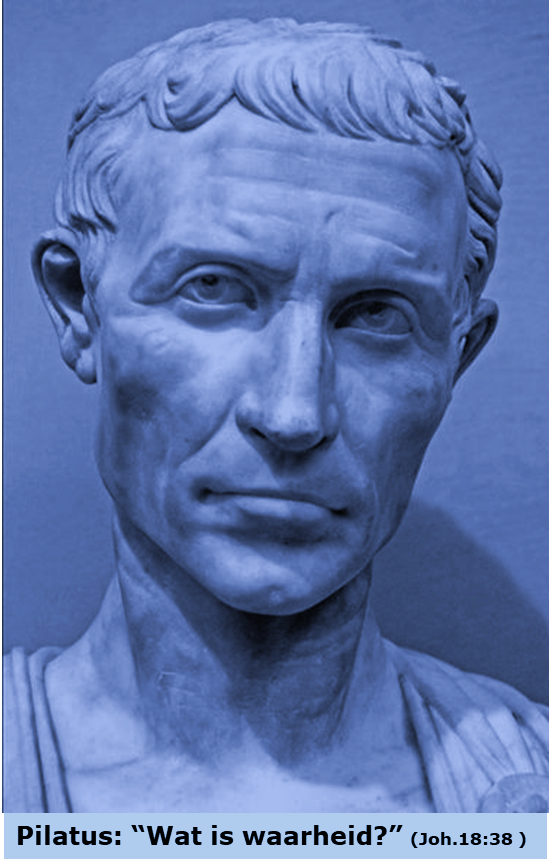 Pilatus: “Wat is waarheid?” (Joh.18:38 )